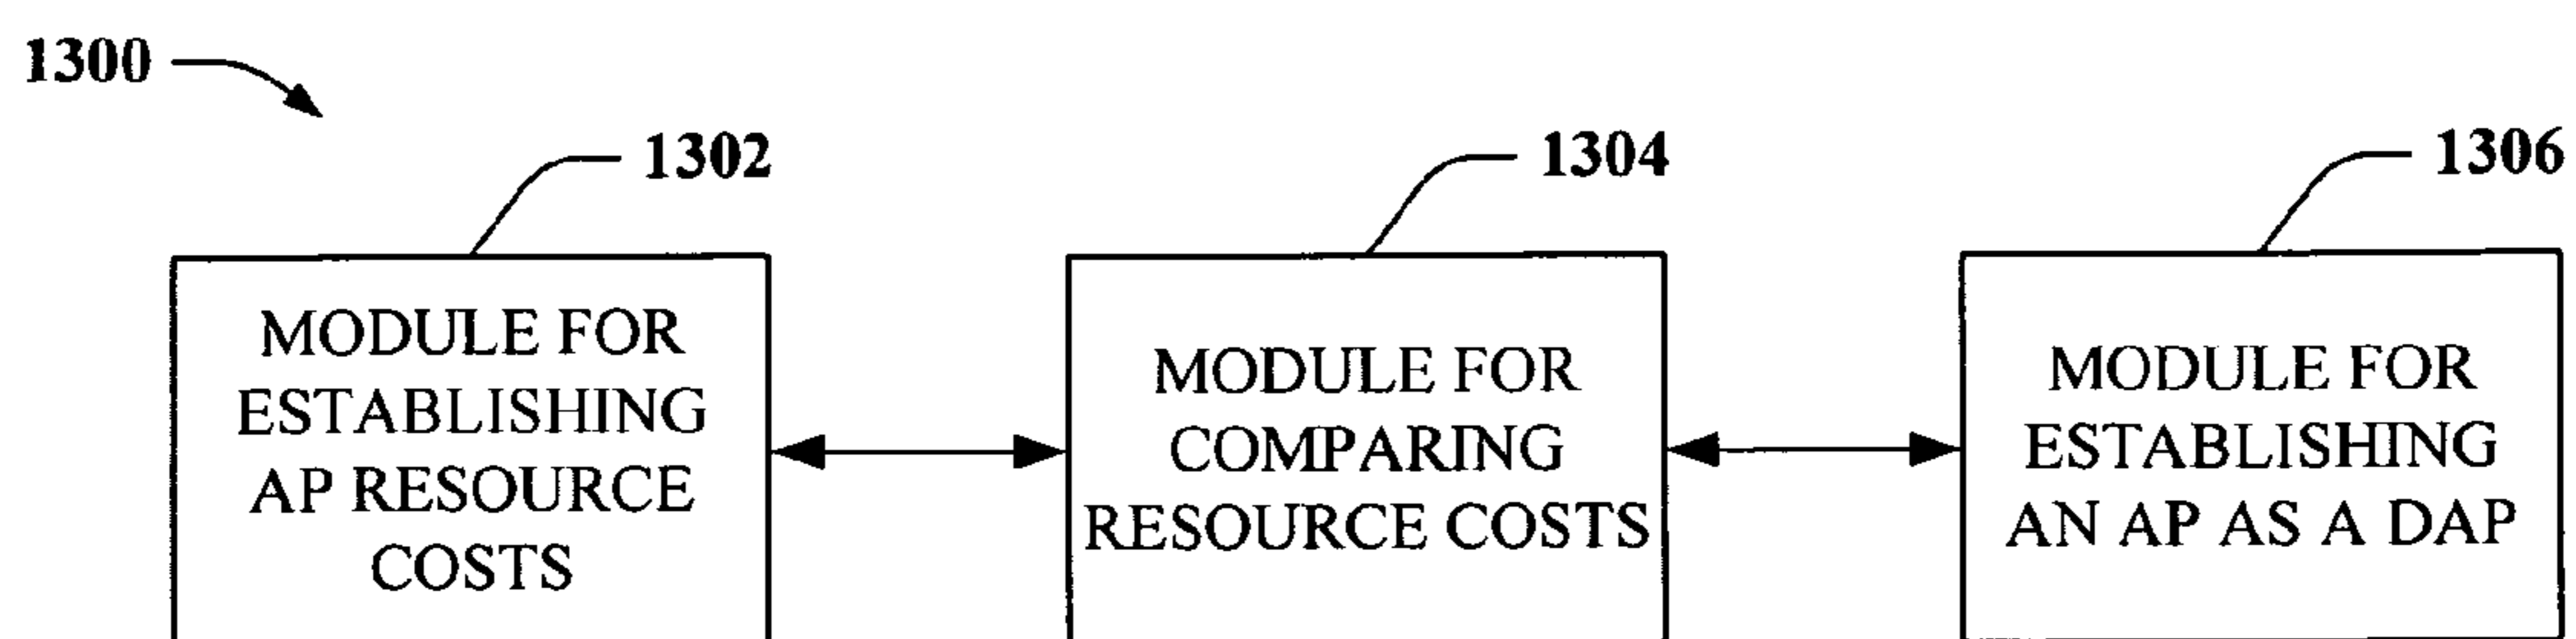 1300
1302
1304
1306
MODULE FOR
ESTABLISHING
AP RESOURCE
COSTS
MODULE FOR
COMPARING
RESOURCE COSTS
MODULE FOR
ESTABLISHING
AN AP AS A DAP